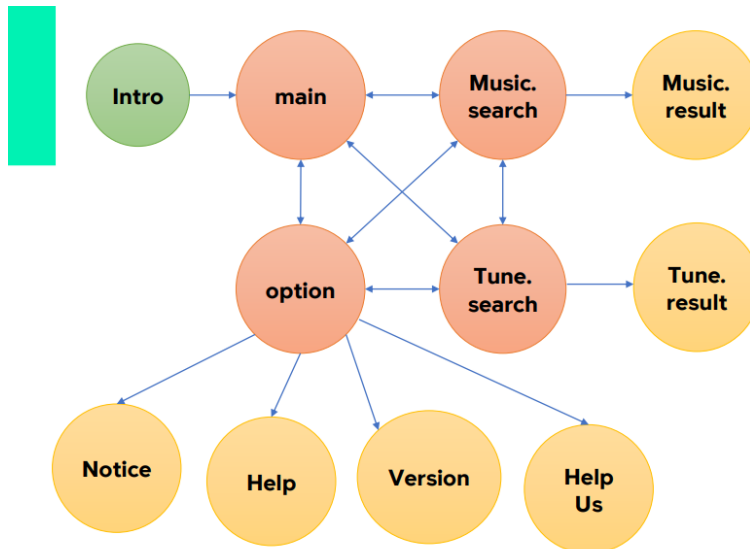 Intro
main
Music.
search
Music.
result
option
Tune.
search
Tune.
result
Notice
Help
Version
Help
Us